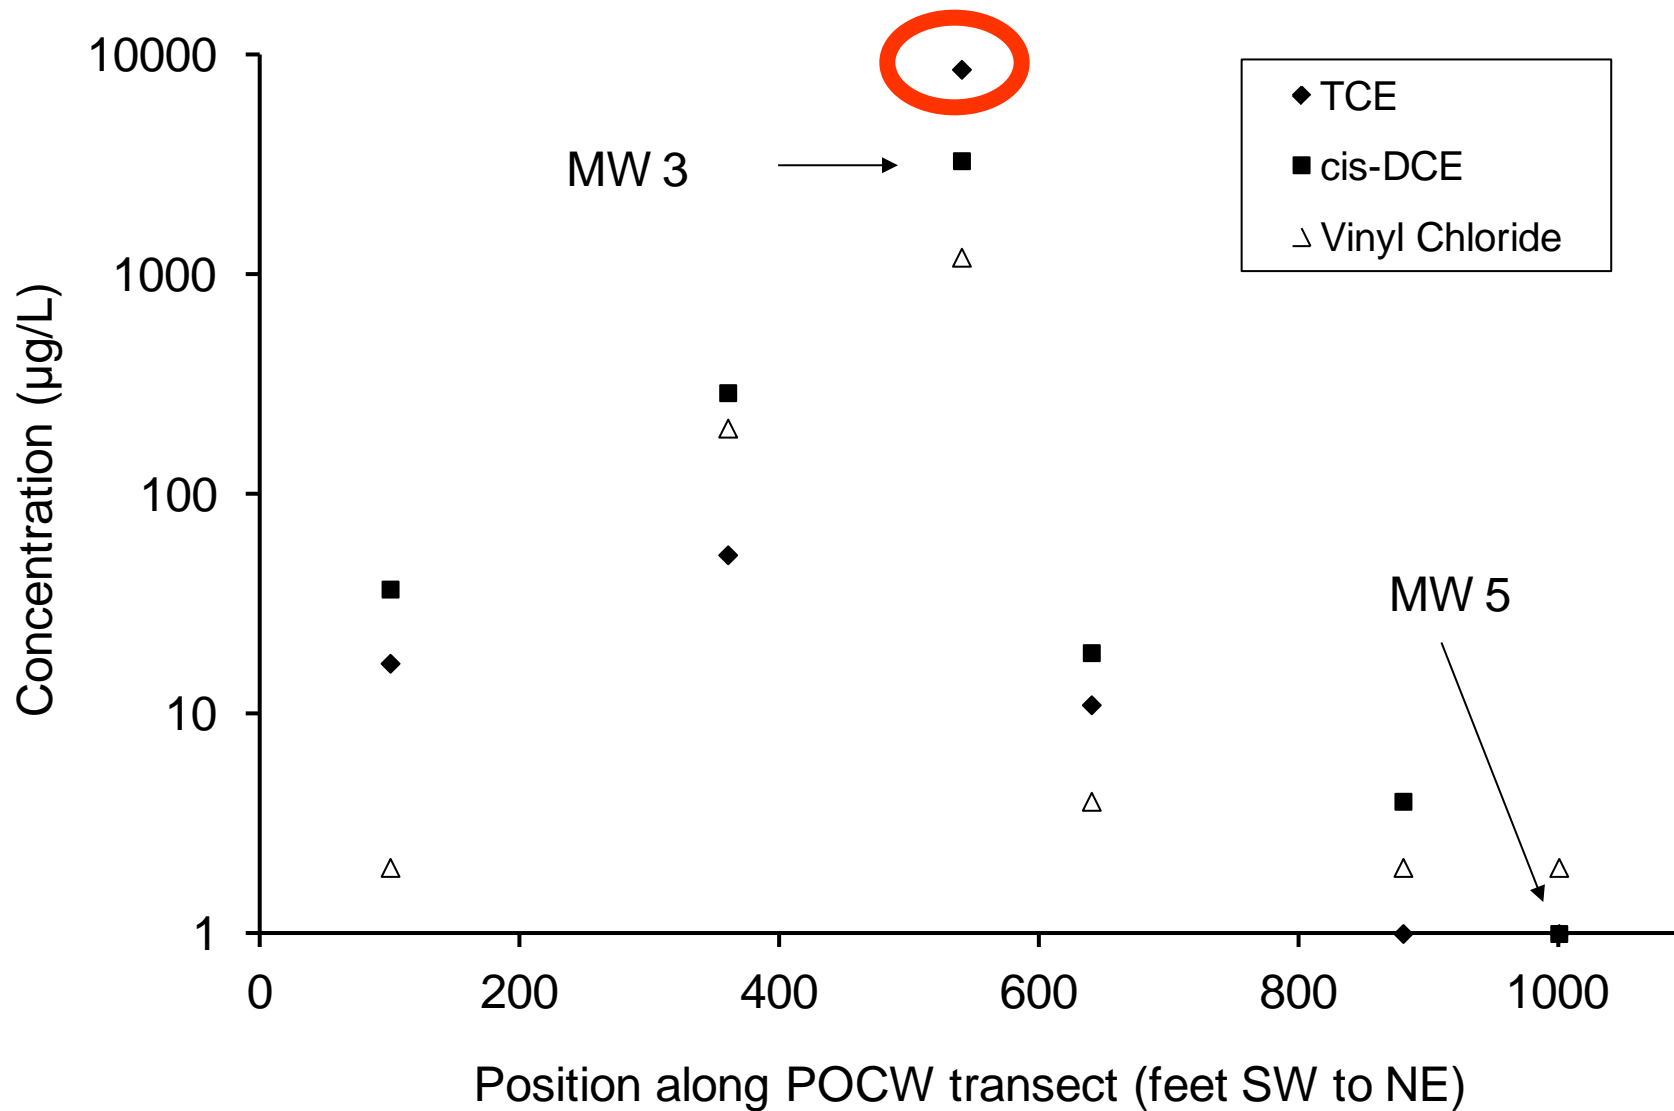 10000
1000
100
10
1
Concentration (µg/L)
MW 3
TCE
cis-DCE
Vinyl Chloride
MW 5
0 200 400 600 800 1000
Position along POCW transect (feet SW to NE)